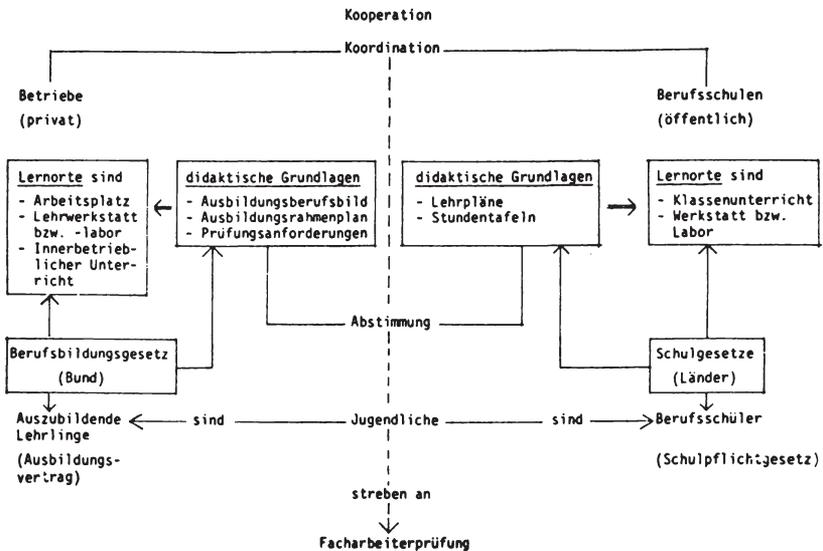 Kooperation
Koordination
Betriebe
(privat)
Berufsschulen
(öffentlich)
Lernorte sind
- Arbeitsplatz
- Lehrwerkstatt
bzw. -labor
- Innerbetrieb-
licher Unter-
richt
didaktische Grundlagen
- Ausbildungsberufsbild
- Ausbildungsrahmenplan
- Prüfungsanforderungen
didaktische Grundlagen
- Lehrpläne
- Stundentafeln
Lernorte sind
- Klassenunterricht
- Werkstatt bzw.
Labor
Abstimmung
Berufsbildungsgesetz
(Bund)
Schulgesetze
(Länder)
Auszubildende
Lehrlinge
(Ausbildungs-
vertrag)
sind
Jugendliche
sind
Berufsschüler
(Schulpflichtgesetz)
streben an
Facharbeiterprüfung